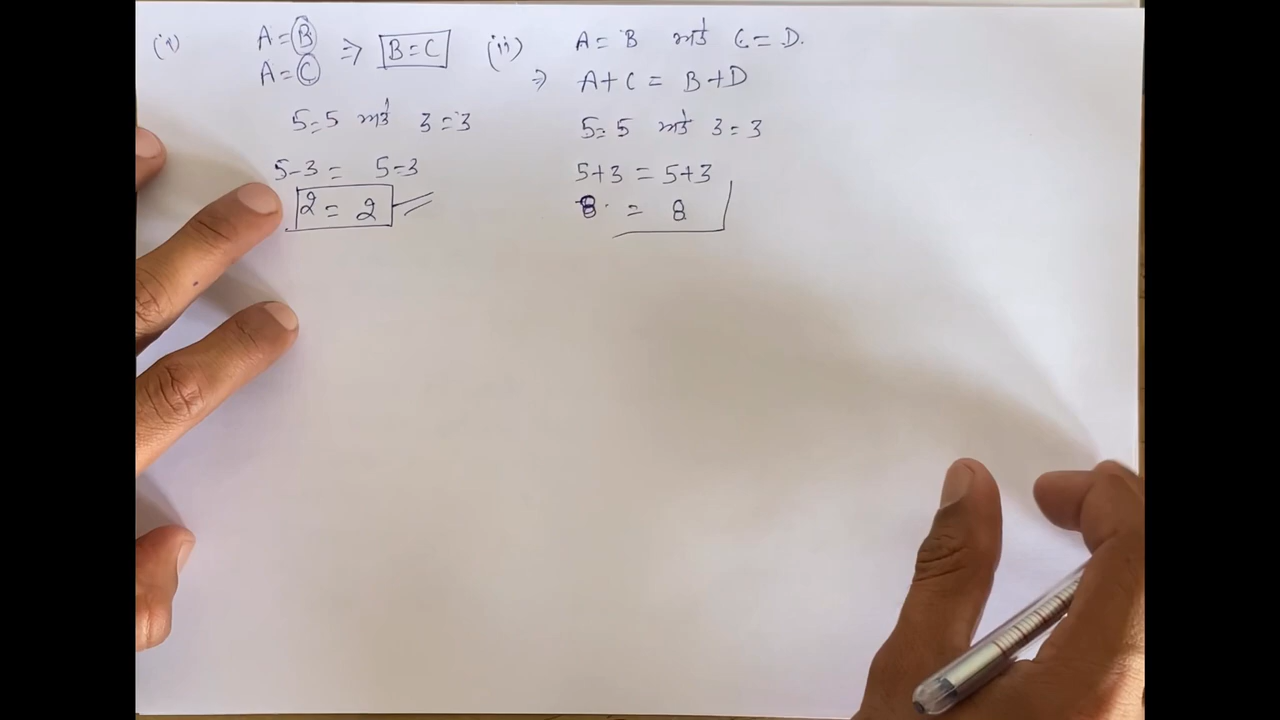 (i) A = B
A = C ⇒ B = C
5 = 5 ਅਤੇ 3 = 3
5 - 3 = 5 - 3
2 = 2
(ii) A = B ਅਤੇ C = D.
⇒ A + C = B + D
5 = 5 ਅਤੇ 3 = 3
5 + 3 = 5 + 3
8 = 8